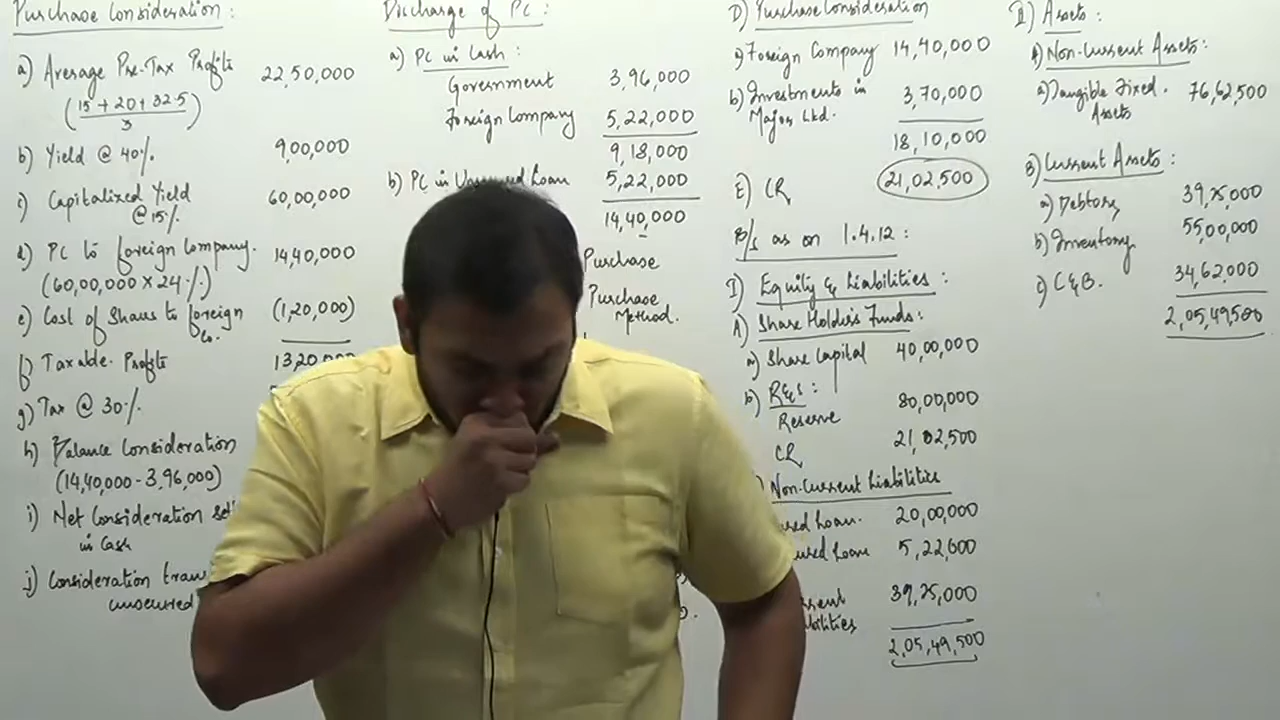 Purchase Consideration :
a) Average Pre-Tax Profits 22,50,000
(15 + 20 + 32.5
3)
b) Yield @ 40% 9,00,000
c) Capitalized Yield 60,00,000
@ 15%
d) PC to foreign Company. 14,40,000
(60,00,000 x 24%)
e) Cost of Shares to foreign (1,20,000)
Co.
f) Taxable Profits 13,20,000
g) Tax @ 30%.
h) Balance Consideration
(14,40,000 - 3,96,000)
i) Net Consideration
in Cash
j) Consideration
unsecured
Discharge of PC :
a) PC in Cash :
Government 3,96,000
Foreign Company 5,22,000
9,18,000
b) PC in Loan 5,22,000
14,40,000
Purchase
Purchase
Method.
D) Purchase Consideration
a) Foreign Company 14,40,000
b) Investments in 3,70,000
Major Ltd.
18,10,000
E) CR 21,02,500
B/S as on 1.4.12 :
I) Equity & Liabilities :
A) Share Holders Funds :
a) Share Capital 40,00,000
b) R&S :
Reserve 80,00,000
CR 21,02,500
Non-Current Liabilities
Loan. 20,00,000
Loan 5,22,000
39,25,000
2,05,49,500
II) Assets :
A) Non-Current Assets :
a) Tangible Fixed. 76,62,500
Assets
B) Current Assets :
a) Debtors 39,25,000
b) Inventory 55,00,000
c) C&B. 34,62,000
2,05,49,500